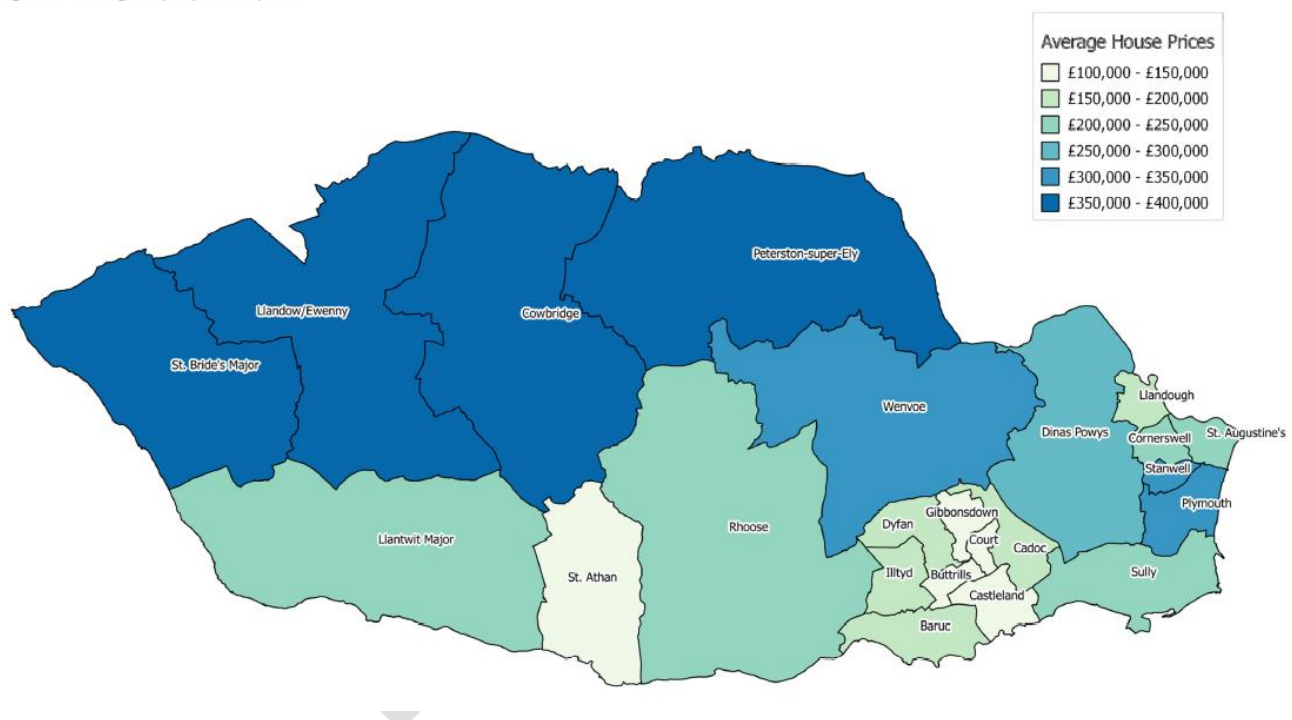 Average House Prices
£100,000 - £150,000
£150,000 - £200,000
£200,000 - £250,000
£250,000 - £300,000
£300,000 - £350,000
£350,000 - £400,000
Peterston-super-Ely
Llandow/Ewenny
Cowbridge
St. Bride's Major
Wenvoe
Llandough
Dinas Powys
Cornerswell
St. Augustine's
Stanwell
Plymouth
Llantwit Major
Rhoose
St. Athan
Dyfan
Gibbonsdown
Court
Cadoc
Illtyd
Buttrills
Castleland
Sully
Baruc